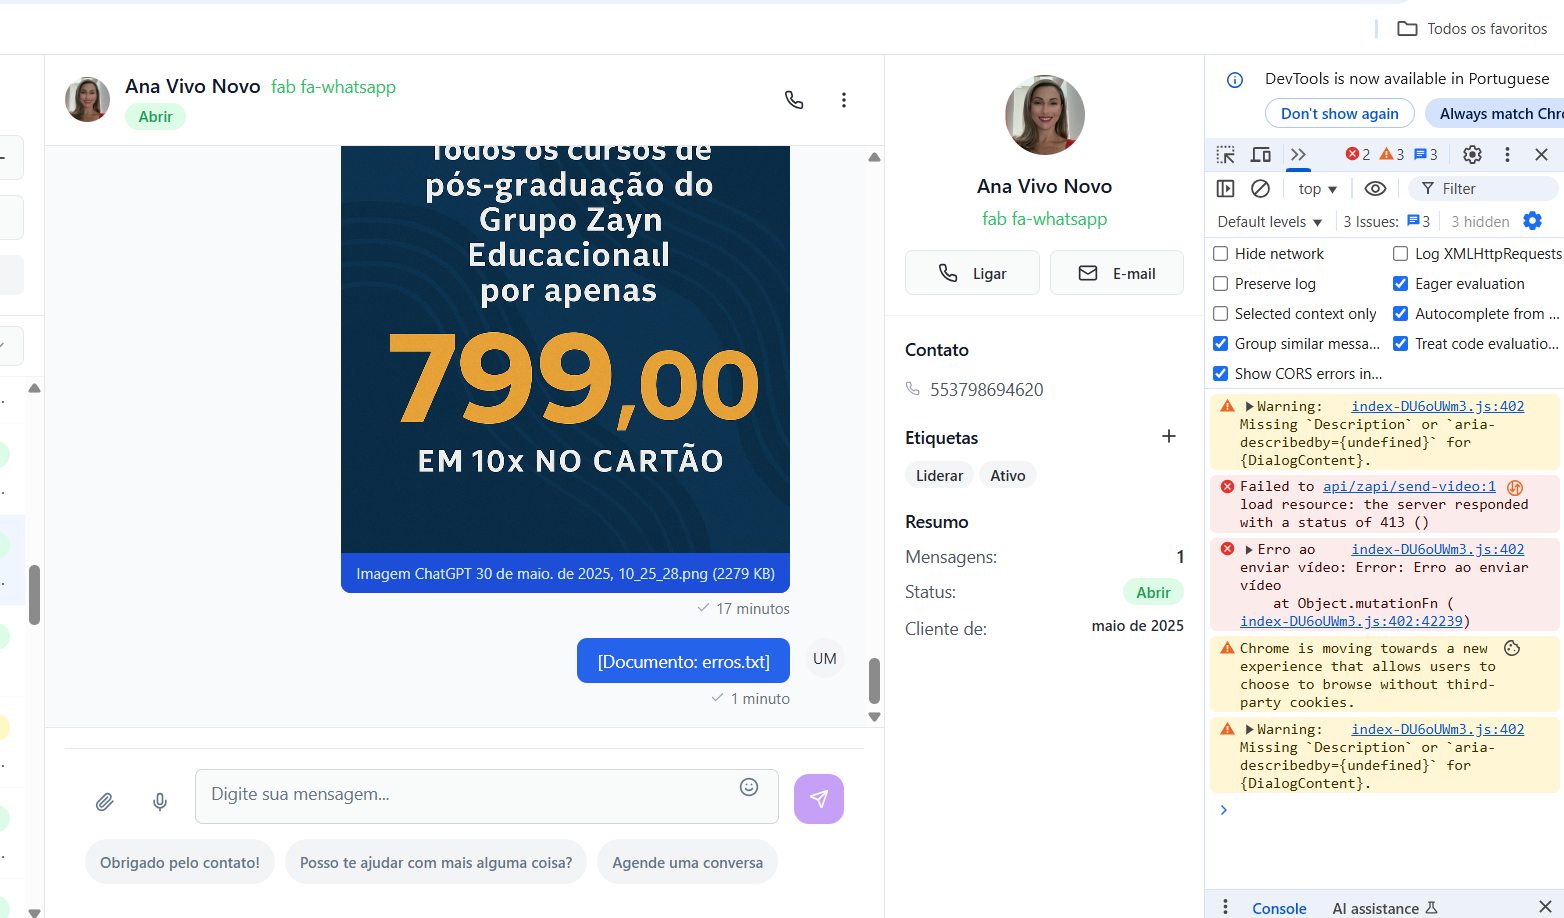 Todos os favoritos
Ana Vivo Novo fab fa-whatsapp
Abrir
Todos os cursos de
pós-graduação do
Grupo Zayn
Educacionail
por apenas
799,00
EM 10x NO CARTÃO
Imagem ChatGPT 30 de maio. de 2025, 10_25_28.png (2279 KB)
17 minutos
[Documento: erros.txt]
UM
1 minuto
Digite sua mensagem...
Obrigado pelo contato!
Posso te ajudar com mais alguma coisa?
Agende uma conversa
Ana Vivo Novo
fab fa-whatsapp
Ligar
E-mail
Contato
553798694620
Etiquetas
Liderar
Ativo
Resumo
Mensagens: 1
Status: Abrir
Cliente de: maio de 2025
DevTools is now available in Portuguese
Don't show again
Always match Chro
2 3 3
top
Filter
Default levels
3 Issues: 3
3 hidden
Hide network
Log XMLHttpRequests
Preserve log
Eager evaluation
Selected context only
Autocomplete from ...
Group similar messa...
Treat code evaluatio...
Show CORS errors in...
Warning: index-DU6oUWm3.js:402
Missing `Description` or `aria-
describedby={undefined}` for
{DialogContent}.
Failed to api/zapi/send-video:1
load resource: the server responded
with a status of 413 ()
Erro ao index-DU6oUWm3.js:402
enviar vídeo: Error: Erro ao enviar
vídeo
at Object.mutationFn (
index-DU6oUWm3.js:402:42239)
Chrome is moving towards a new
experience that allows users to
choose to browse without third-
party cookies.
Warning: index-DU6oUWm3.js:402
Missing `Description` or `aria-
describedby={undefined}` for
{DialogContent}.
Console
AI assistance